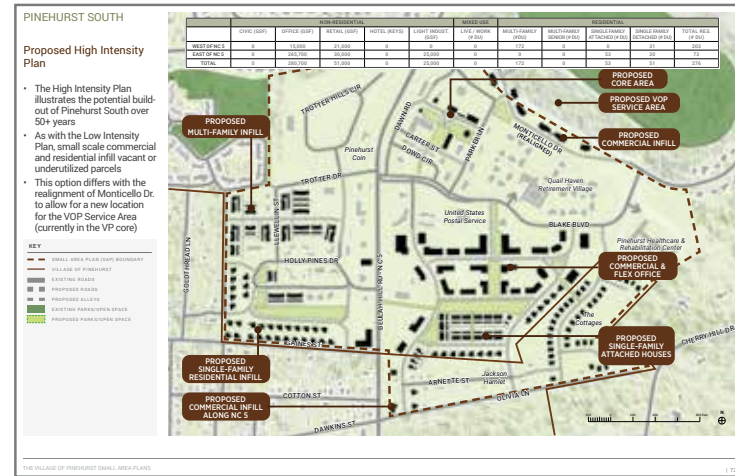 PINEHURST SOUTH
Proposed High Intensity
Plan
• The High Intensity Plan
illustrates the potential build-
out of Pinehurst South over
50+ years
• As with the Low Intensity
Plan, small scale commercial
and residential infill vacant or
underutilized parcels
• This option differs with the
realignment of Monticello Dr.
to allow for a new location
for the VOP Service Area
(currently in the VP core)
KEY
SMALL AREA PLAN (SAP) BOUNDARY
VILLAGE OF PINEHURST
EXISTING ROADS
PROPOSED ROADS
PROPOSED ALLEYS
EXISTING PARKS/OPEN SPACE
PROPOSED PARKS/OPEN SPACE
NON-RESIDENTIAL MIXED USE RESIDENTIAL
CIVIC (GSF) OFFICE (GSF) RETAIL (GSF) HOTEL (KEYS) LIGHT INDUST. (GSF) LIVE / WORK (# DU) MULTI-FAMILY (#DU) MULTI-FAMILY SENIOR (# DU) SINGLE FAMILY ATTACHED (# DU) SINGLE FAMILY DETACHED (# DU) TOTAL RES. (# DU)
WEST OF NC 5 0 15,000 21,000 0 0 0 172 0 0 31 203
EAST OF NC 5 0 265,700 30,000 0 25,000 0 0 0 53 20 73
TOTAL 0 280,700 51,000 0 25,000 0 172 0 53 51 276
PROPOSED
CORE AREA
PROPOSED VOP
SERVICE AREA
PROPOSED
COMMERCIAL INFILL
PROPOSED
MULTI-FAMILY INFILL
TROTTER HILLS CIR
DAWN RD
CARTER ST
DOWD CIR
PARKER LN
MONTICELLO DR
(REALIGNED)
Pinehurst
Coin
TROTTER DR
Quail Haven
Retirement Village
LLEWELLIN ST
United States
Postal Service
BLAKE BLVD
Pinehurst Healthcare &
Rehabilitation Center
GOLDTHREAD LN
HOLLY PINES DR
BEULAH HILL RD - NC 5
PROPOSED
COMMERCIAL &
FLEX OFFICE
The
Cottages
PROPOSED
SINGLE-FAMILY
ATTACHED HOUSES
CHERRY HILL DR
GAINES ST
PROPOSED
SINGLE-FAMILY
RESIDENTIAL INFILL
Jackson
Hamlet
ARNETTE ST
OLIVIA LN
COTTON ST
PROPOSED
COMMERCIAL INFILL
ALONG NC 5
DAWKINS ST
N
THE VILLAGE OF PINEHURST SMALL AREA PLANS